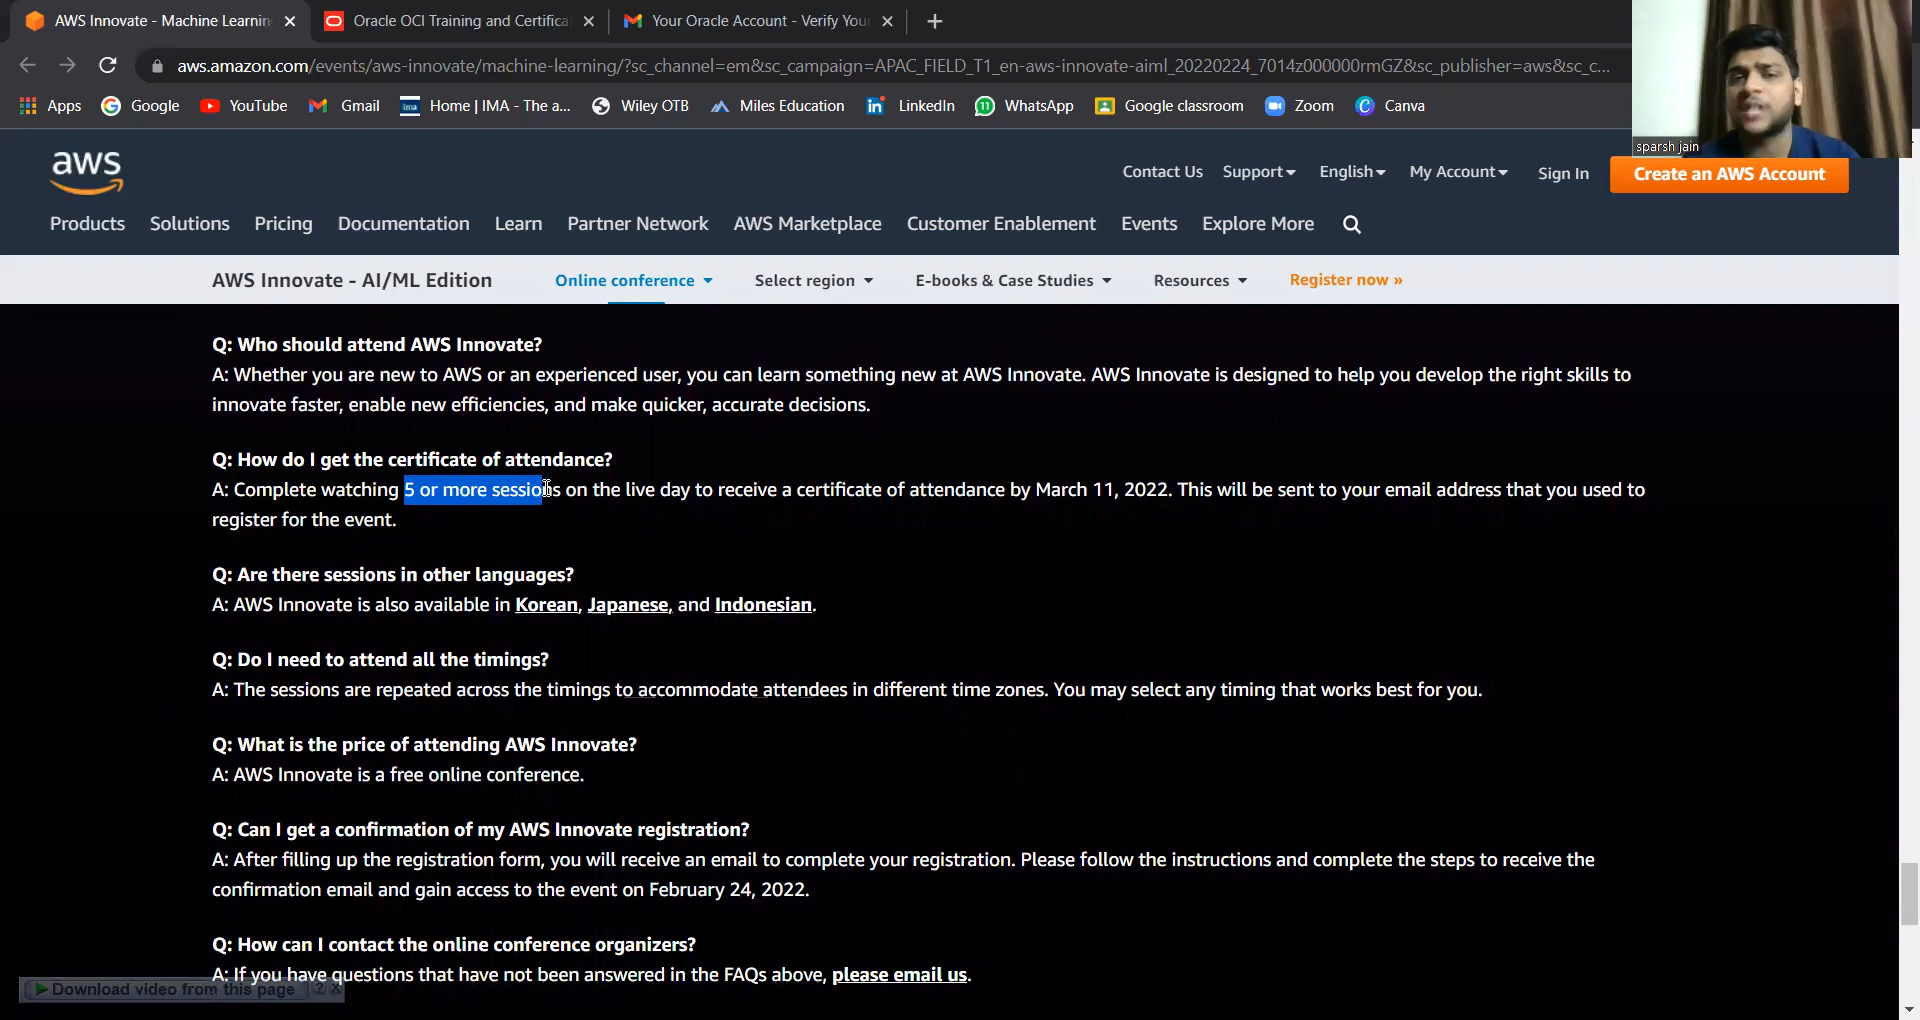 AWS Innovate - Machine Learnin
Oracle OCI Training and Certifica
Your Oracle Account - Verify You
aws.amazon.com/events/aws-innovate/machine-learning/?sc_channel=em&sc_campaign=APAC_FIELD_T1_en-aws-innovate-aiml_20220224_7014z000000rmGZ&sc_publisher=aws&sc_c...
Apps Google YouTube Gmail Home | IMA - The a... Wiley OTB Miles Education LinkedIn WhatsApp Google classroom Zoom Canva
sparsh jain
aws
Contact Us Support English My Account Sign In Create an AWS Account
Products Solutions Pricing Documentation Learn Partner Network AWS Marketplace Customer Enablement Events Explore More
AWS Innovate - AI/ML Edition Online conference Select region E-books & Case Studies Resources Register now »
Q: Who should attend AWS Innovate?
A: Whether you are new to AWS or an experienced user, you can learn something new at AWS Innovate. AWS Innovate is designed to help you develop the right skills to
innovate faster, enable new efficiencies, and make quicker, accurate decisions.
Q: How do I get the certificate of attendance?
A: Complete watching 5 or more sessions on the live day to receive a certificate of attendance by March 11, 2022. This will be sent to your email address that you used to
register for the event.
Q: Are there sessions in other languages?
A: AWS Innovate is also available in Korean, Japanese, and Indonesian.
Q: Do I need to attend all the timings?
A: The sessions are repeated across the timings to accommodate attendees in different time zones. You may select any timing that works best for you.
Q: What is the price of attending AWS Innovate?
A: AWS Innovate is a free online conference.
Q: Can I get a confirmation of my AWS Innovate registration?
A: After filling up the registration form, you will receive an email to complete your registration. Please follow the instructions and complete the steps to receive the
confirmation email and gain access to the event on February 24, 2022.
Q: How can I contact the online conference organizers?
A: If you have questions that have not been answered in the FAQs above, please email us.
Download video from this page ? x